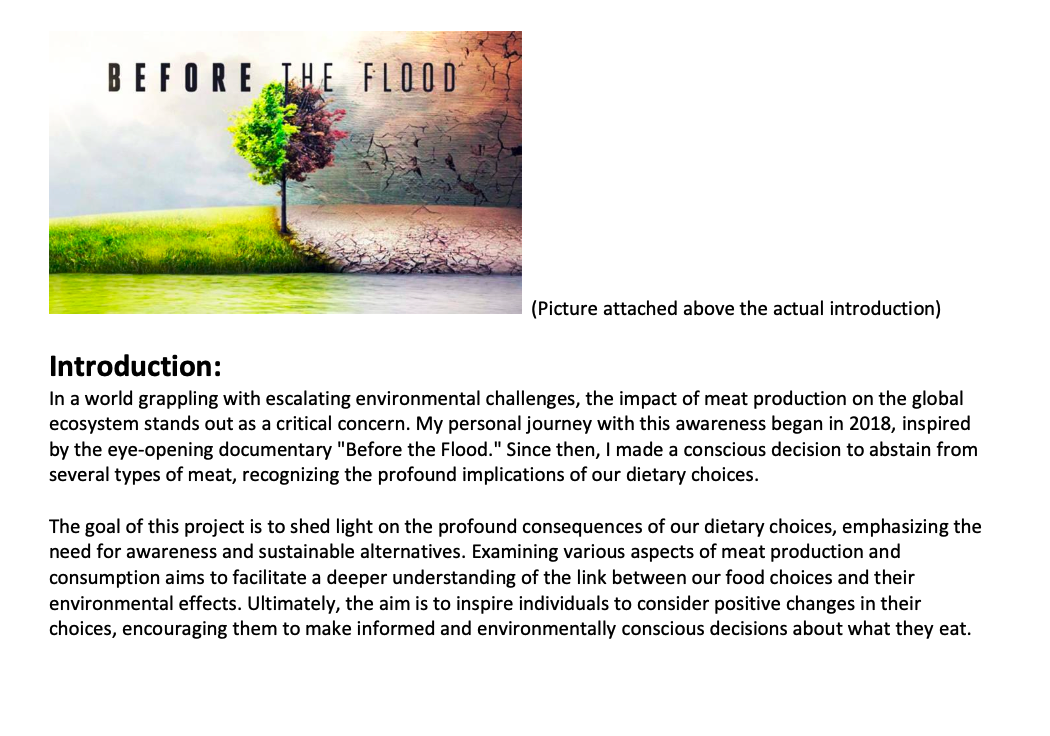 BEFORE THE FLOOD
(Picture attached above the actual introduction)
Introduction:
In a world grappling with escalating environmental challenges, the impact of meat production on the global
ecosystem stands out as a critical concern. My personal journey with this awareness began in 2018, inspired
by the eye-opening documentary "Before the Flood." Since then, I made a conscious decision to abstain from
several types of meat, recognizing the profound implications of our dietary choices.
The goal of this project is to shed light on the profound consequences of our dietary choices, emphasizing the
need for awareness and sustainable alternatives. Examining various aspects of meat production and
consumption aims to facilitate a deeper understanding of the link between our food choices and their
environmental effects. Ultimately, the aim is to inspire individuals to consider positive changes in their
choices, encouraging them to make informed and environmentally conscious decisions about what they eat.